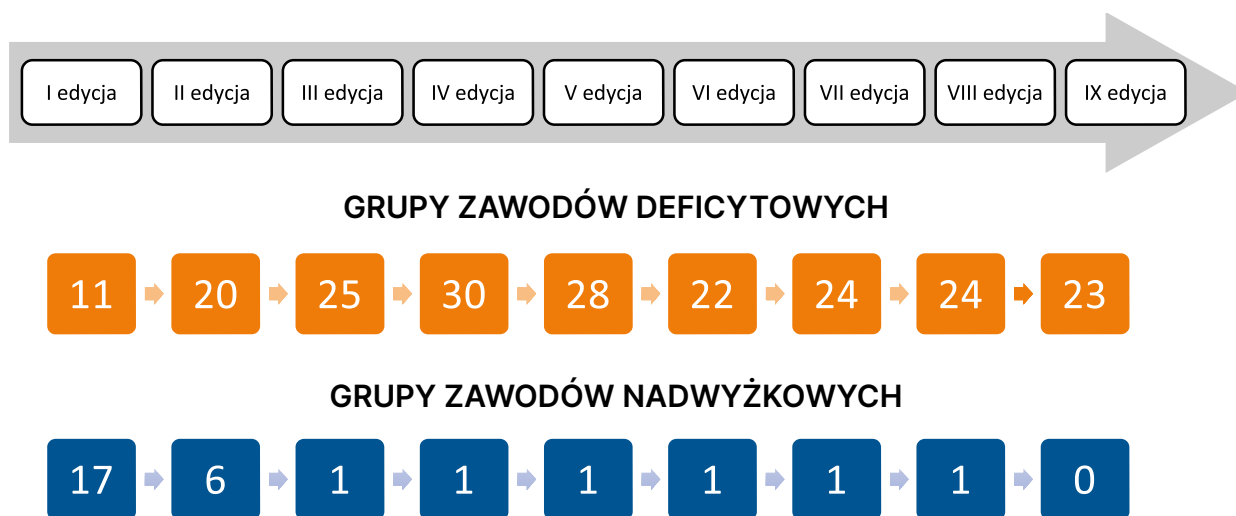 I edycja II edycja III edycja IV edycja V edycja VI edycja VII edycja VIII edycja IX edycja
GRUPY ZAWODÓW DEFICYTOWYCH
11 20 25 30 28 22 24 24 23
GRUPY ZAWODÓW NADWYŻKOWYCH
17 6 1 1 1 1 1 1 0